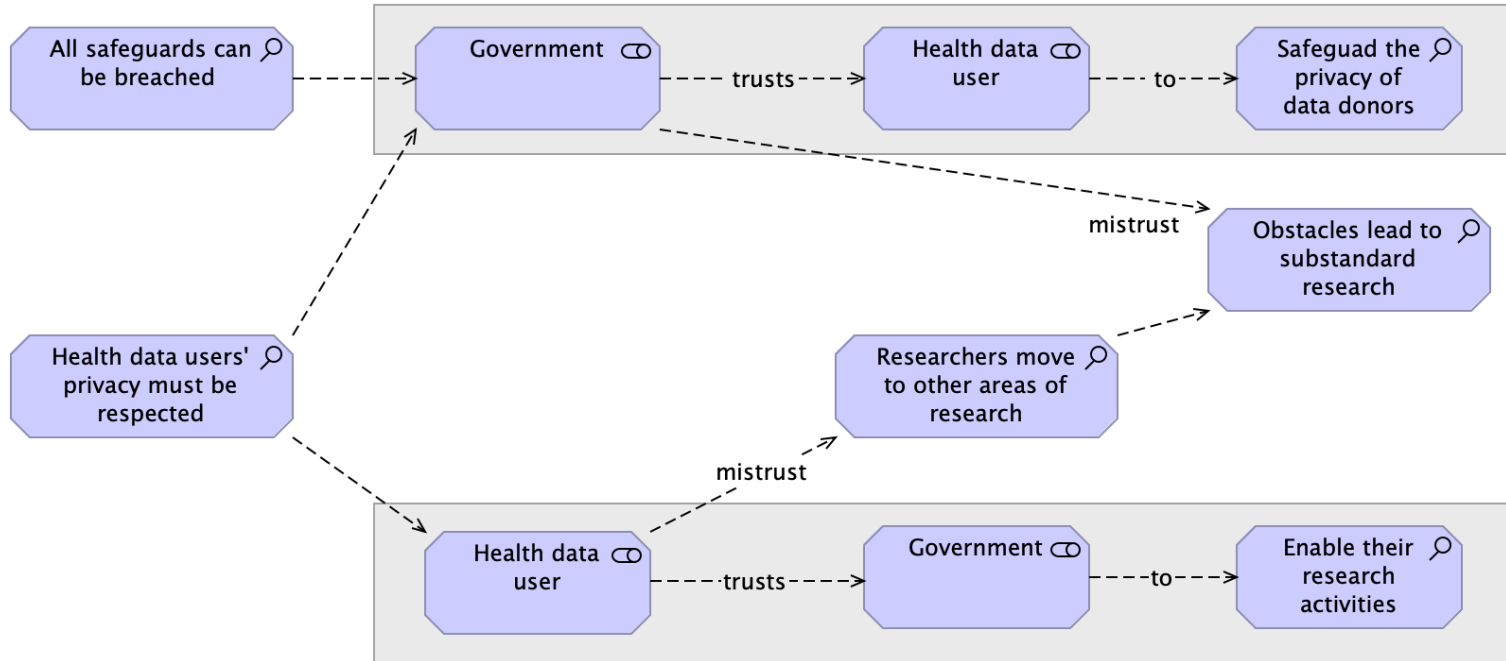 All safeguards can
be breached
Government
trusts
Health data
user
to
Safeguad the
privacy of
data donors
mistrust
Obstacles lead to
substandard
research
Health data users'
privacy must be
respected
Researchers move
to other areas of
research
mistrust
Health data
user
trusts
Government
to
Enable their
research
activities